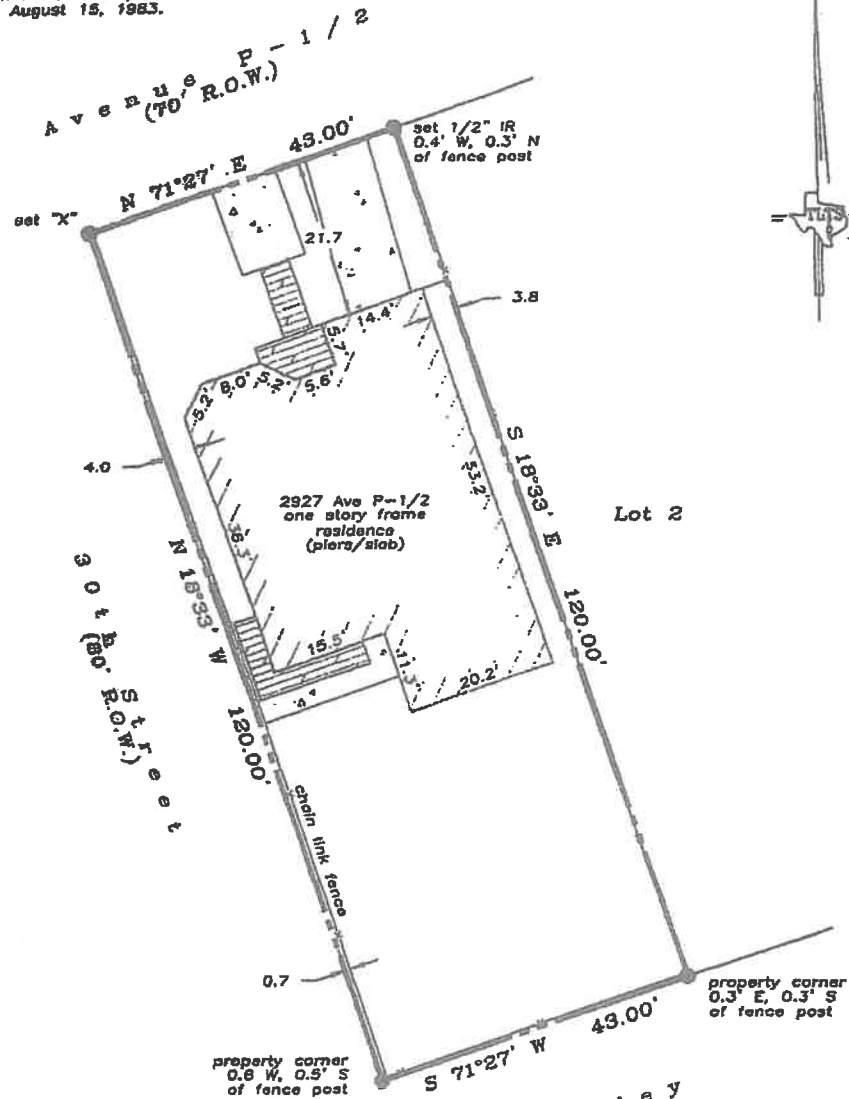 August 15, 1983.
Avenue P-1/2
(70' R.O.W.)
N 71°27' E 43.00'
set 1/2" IR
0.4' W, 0.3' N
of fence post
set "X"
TLTS
21.7
3.8
14.4'
5.7'
5.2'
8.0'
5.2'
5.6'
4.0
S 18°33' E
120.00'
53.2'
Lot 2
2927 Ave P-1/2
one story frame
residence
(piers/slab)
36.3'
N 18°33' W
120.00'
30th Street
(80' R.O.W.)
15.5'
11.3'
20.2'
chain link fence
0.7
property corner
0.3' E, 0.3' S
of fence post
property corner
0.6 W, 0.5' S
of fence post
S 71°27' W 43.00'